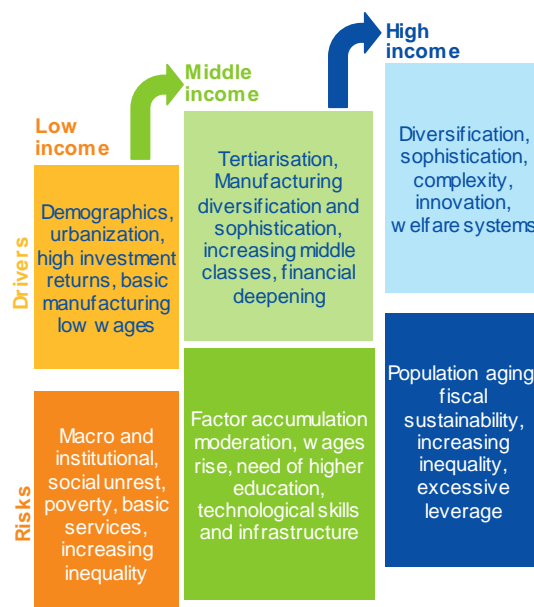 High
income
Middle
income
Low
income
Drivers
Demographics,
urbanization,
high investment
returns, basic
manufacturing
low wages
Tertiarisation,
Manufacturing
diversification and
sophistication,
increasing middle
classes, financial
deepening
Diversification,
sophistication,
complexity,
innovation,
welfare systems
Risks
Macro and
institutional,
social unrest,
poverty, basic
services,
increasing
inequality
Factor accumulation
moderation, wages
rise, need of higher
education,
technological skills
and infrastructure
Population aging,
fiscal
sustainability,
increasing
inequality,
excessive
leverage